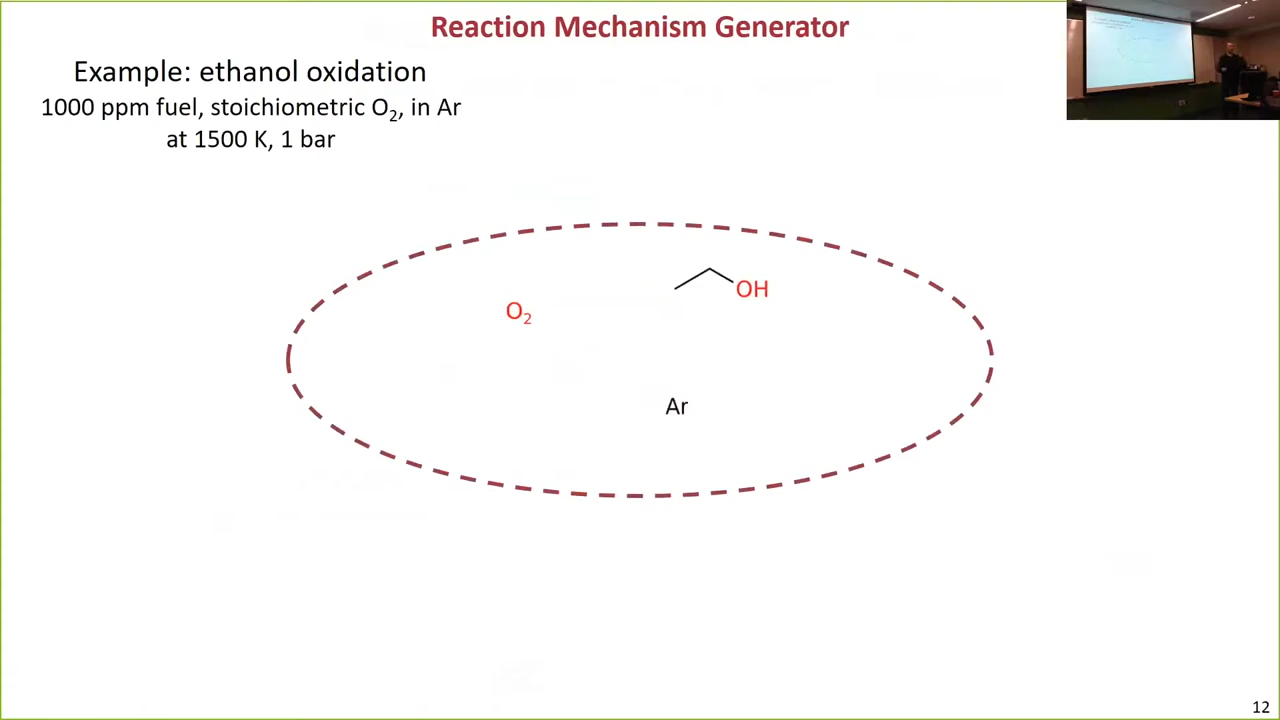 Reaction Mechanism Generator
Example: ethanol oxidation
1000 ppm fuel, stoichiometric O₂, in Ar
at 1500 K, 1 bar
OH
O₂
Ar
12